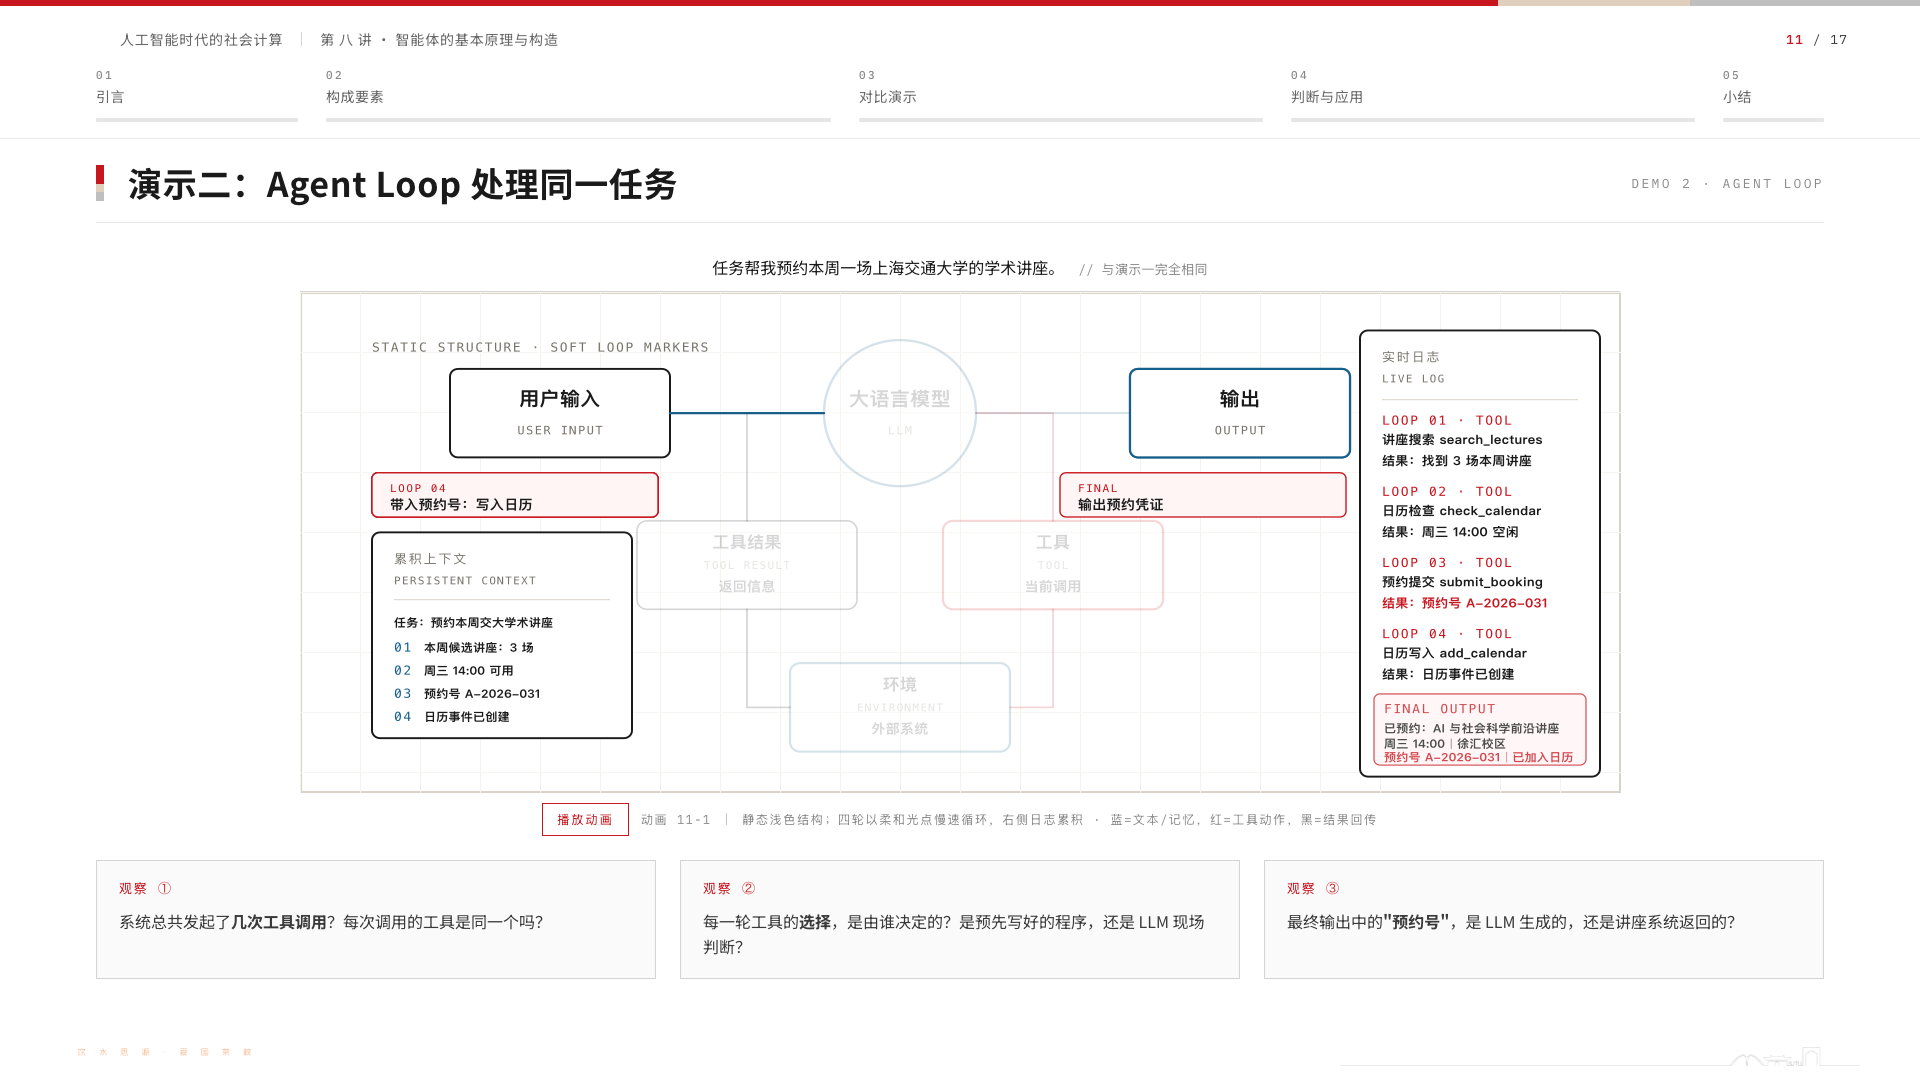 人工智能时代的社会计算
第 八 讲 · 智能体的基本原理与构造
11 / 17
01
引言
02
构成要素
03
对比演示
04
判断与应用
05
小结
演示二：Agent Loop 处理同一任务
DEMO 2 · AGENT LOOP
任务帮我预约本周一场上海交通大学的学术讲座。 // 与演示一完全相同
STATIC STRUCTURE · SOFT LOOP MARKERS
用户输入
USER INPUT
大语言模型
LLM
输出
OUTPUT
LOOP 04
带入预约号：写入日历
FINAL
输出预约凭证
工具结果
TOOL RESULT
返回信息
工具
TOOL
当前调用
环境
ENVIRONMENT
外部系统
累积上下文
PERSISTENT CONTEXT
任务：预约本周交大学术讲座
01 本周候选讲座：3 场
02 周三 14:00 可用
03 预约号 A-2026-031
04 日历事件已创建
实时日志
LIVE LOG
LOOP 01 · TOOL
讲座搜索 search_lectures
结果：找到 3 场本周讲座
LOOP 02 · TOOL
日历检查 check_calendar
结果：周三 14:00 空闲
LOOP 03 · TOOL
预约提交 submit_booking
结果：预约号 A-2026-031
LOOP 04 · TOOL
日历写入 add_calendar
结果：日历事件已创建
FINAL OUTPUT
已预约：AI 与社会科学前沿讲座
周三 14:00 | 徐汇校区
预约号 A-2026-031 | 已加入日历
播放动画
动画 11-1 | 静态浅色结构；四轮以柔和光点慢速循环，右侧日志累积 · 蓝=文本/记忆，红=工具动作，黑=结果回传
观察 ①
系统总共发起了几次工具调用？每次调用的工具是同一个吗？
观察 ②
每一轮工具的选择，是由谁决定的？是预先写好的程序，还是 LLM 现场
判断？
观察 ③
最终输出中的"预约号"，是 LLM 生成的，还是讲座系统返回的？
饮 水 思 源 · 爱 国 荣 校